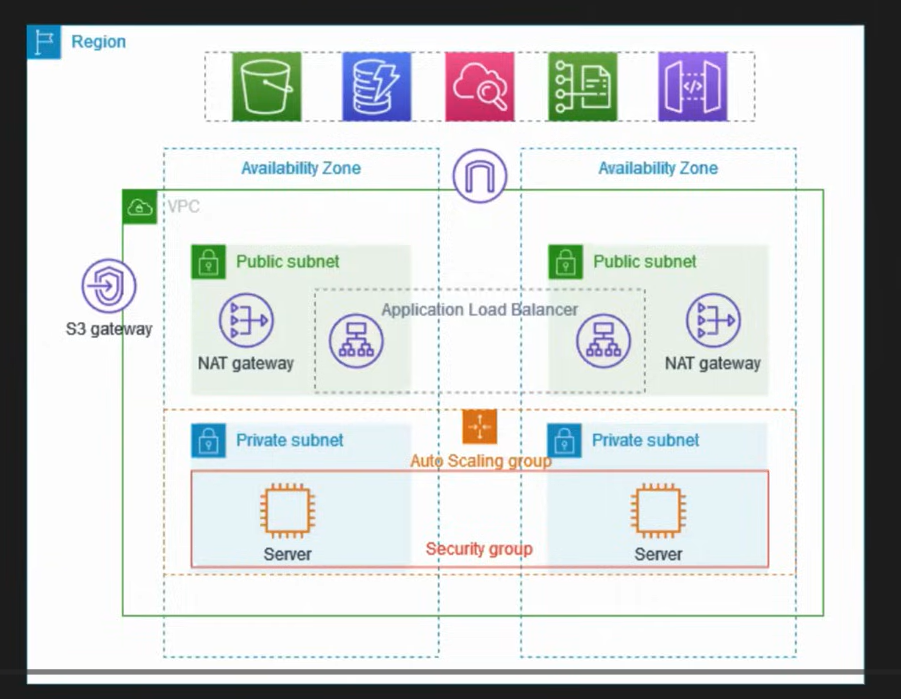 Region
Availability Zone
Availability Zone
VPC
Public subnet
Public subnet
Application Load Balancer
S3 gateway
NAT gateway
NAT gateway
Private subnet
Private subnet
Auto Scaling group
Security group
Server
Server